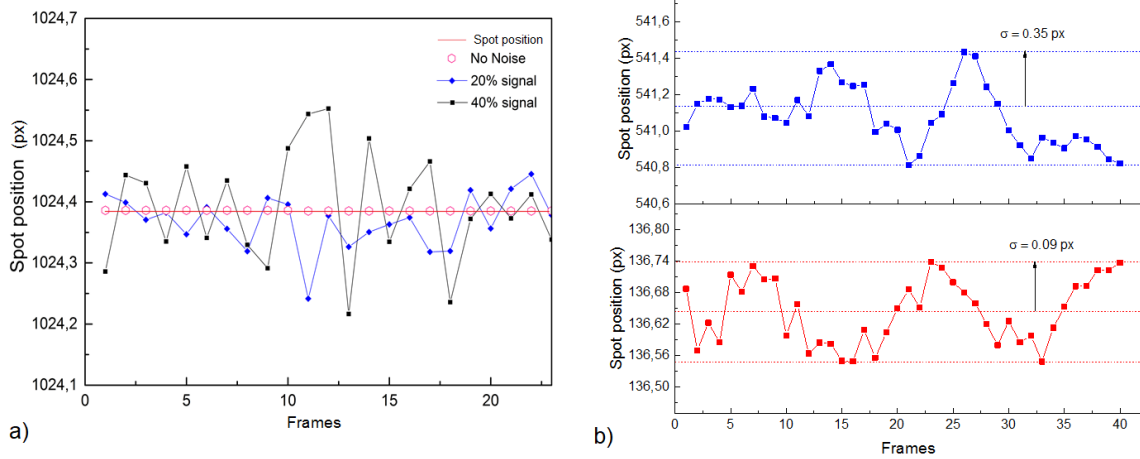 1024,7
1024,6
1024,5
1024,4
1024,3
1024,2
1024,1
Spot position (px)
0
5
10
15
20
Frames
Spot position
No Noise
20% signal
40% signal
a)
541,6
541,4
541,2
541,0
540,8
540,6
Spot position (px)
σ = 0.35 px
136,80
136,74
136,68
136,62
136,56
136,50
Spot position (px)
σ = 0.09 px
0
5
10
15
20
25
30
35
40
Frames
b)